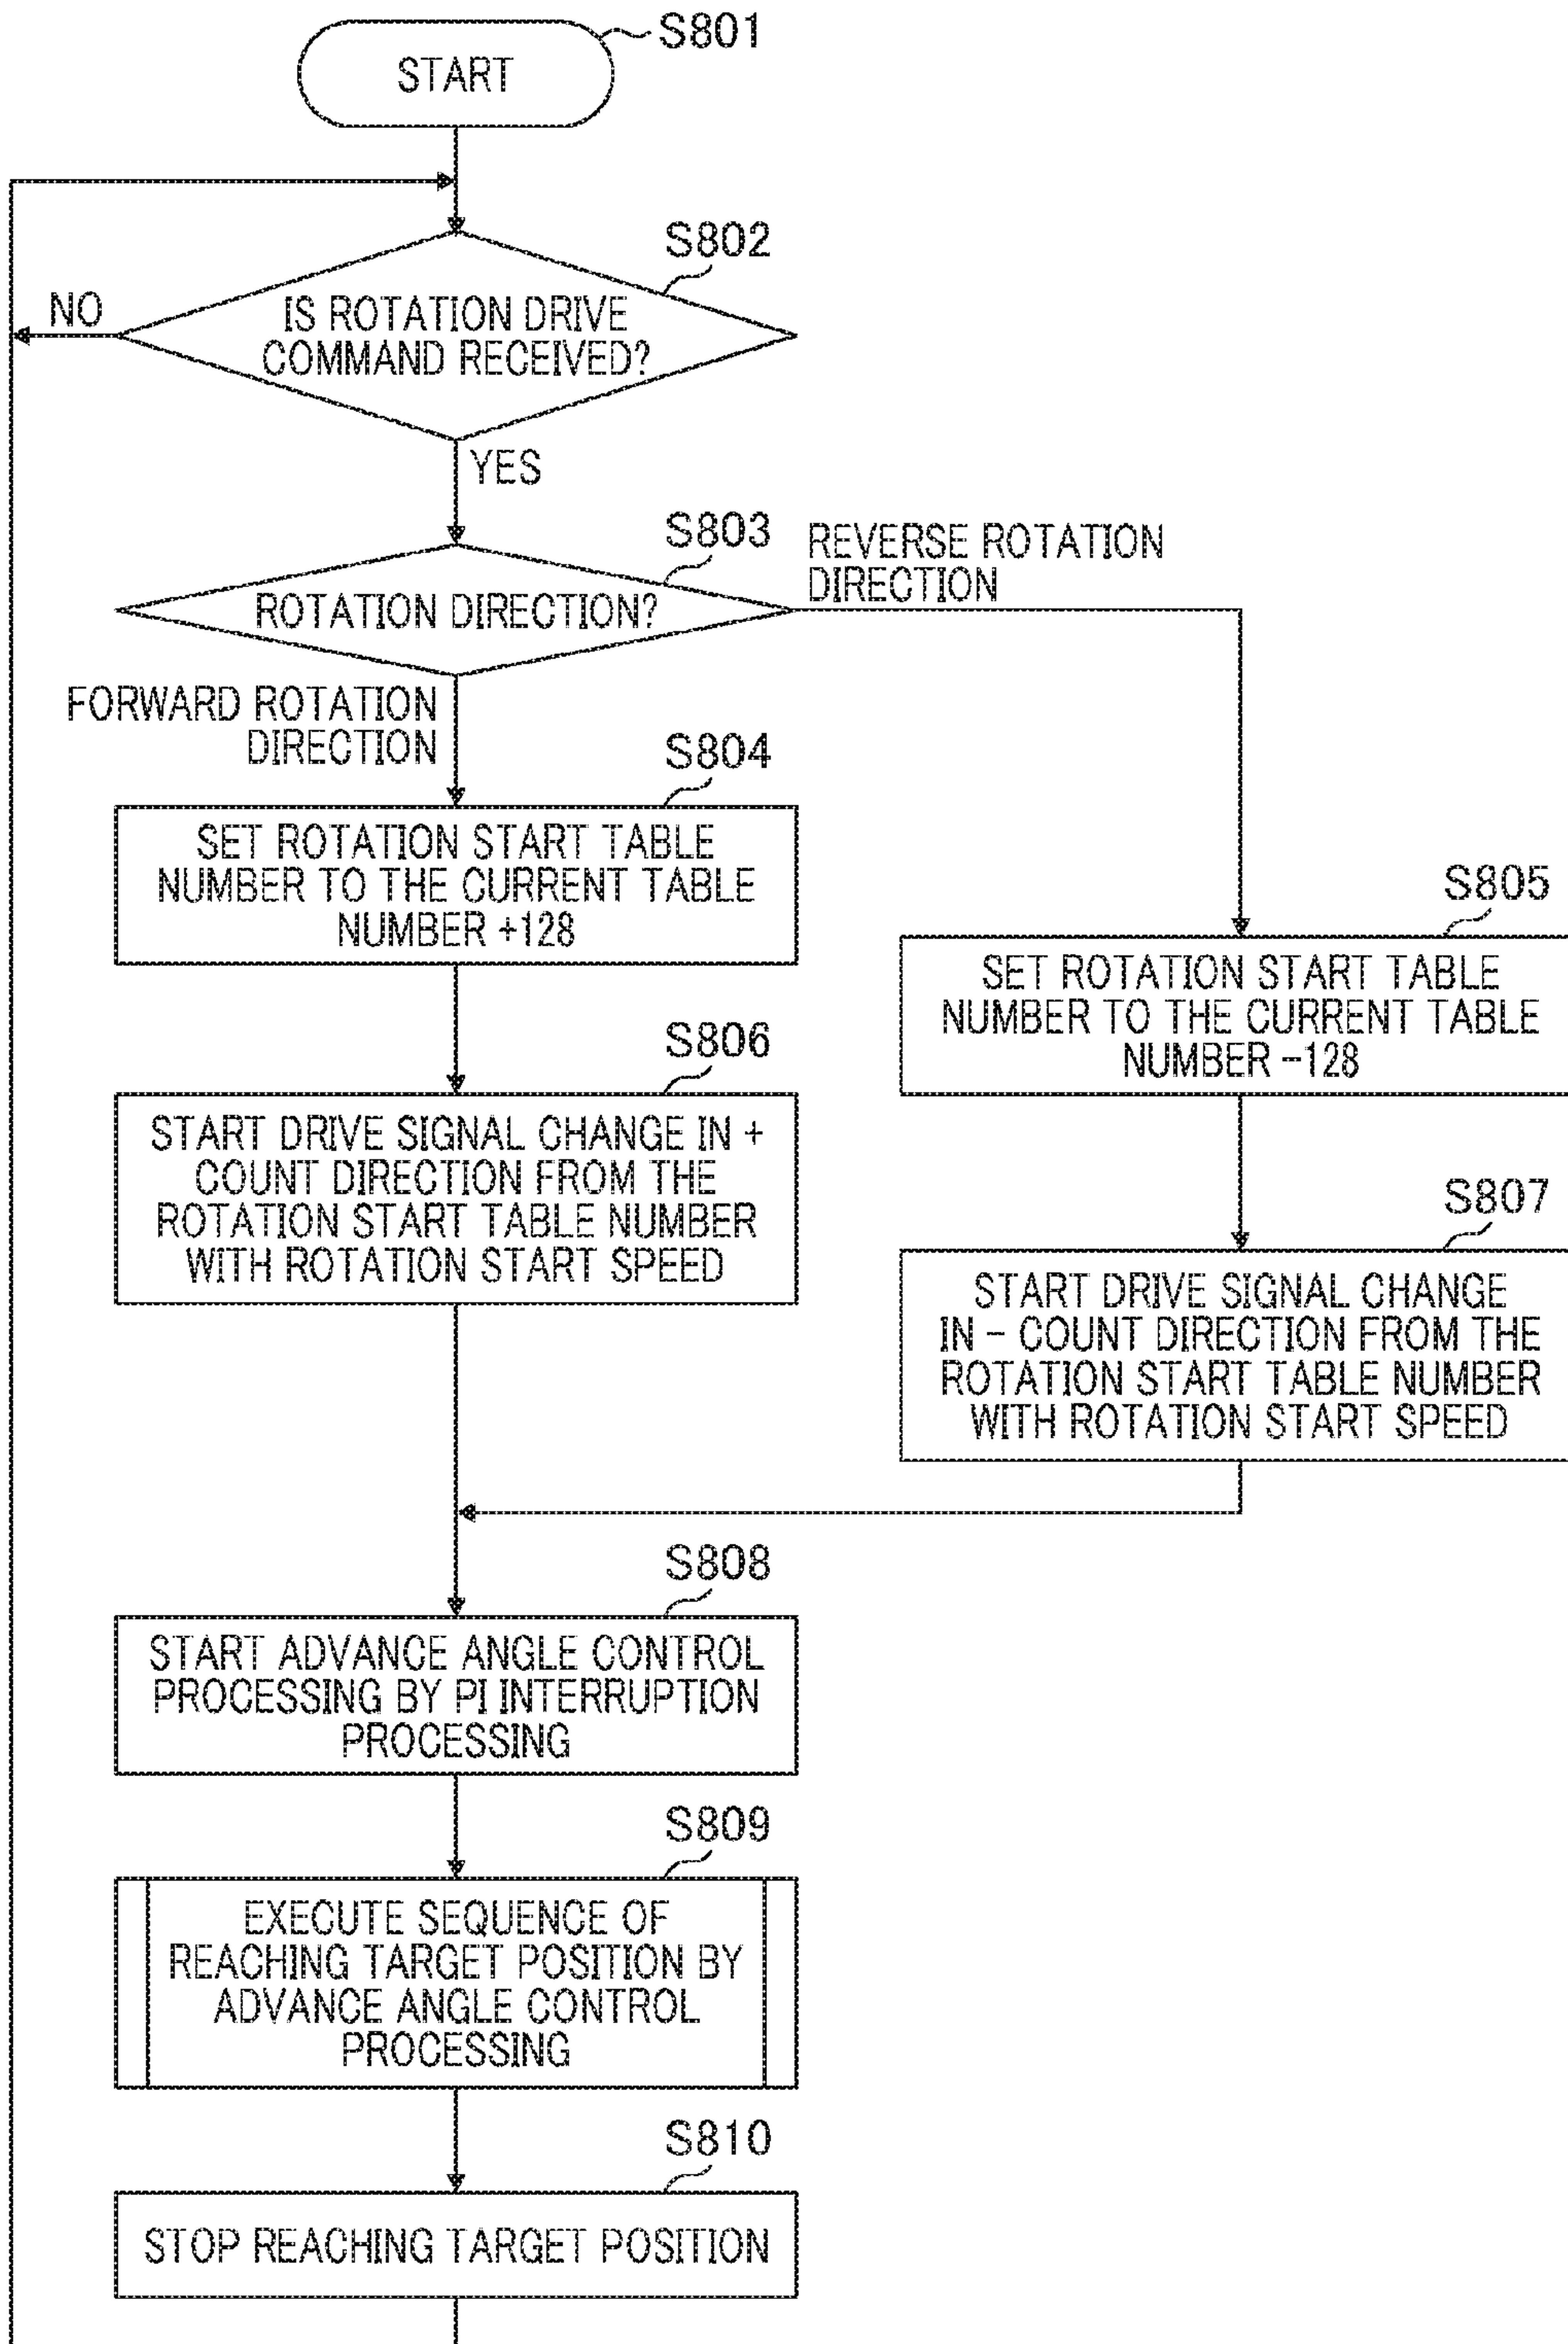 S801
START
S802
NO
IS ROTATION DRIVE
COMMAND RECEIVED?
YES
S803
REVERSE ROTATION
DIRECTION
ROTATION DIRECTION?
FORWARD ROTATION
DIRECTION
S804
SET ROTATION START TABLE
NUMBER TO THE CURRENT TABLE
NUMBER +128
S805
SET ROTATION START TABLE
NUMBER TO THE CURRENT TABLE
NUMBER -128
S806
START DRIVE SIGNAL CHANGE IN +
COUNT DIRECTION FROM THE
ROTATION START TABLE NUMBER
WITH ROTATION START SPEED
S807
START DRIVE SIGNAL CHANGE
IN - COUNT DIRECTION FROM THE
ROTATION START TABLE NUMBER
WITH ROTATION START SPEED
S808
START ADVANCE ANGLE CONTROL
PROCESSING BY PI INTERRUPTION
PROCESSING
S809
EXECUTE SEQUENCE OF
REACHING TARGET POSITION BY
ADVANCE ANGLE CONTROL
PROCESSING
S810
STOP REACHING TARGET POSITION